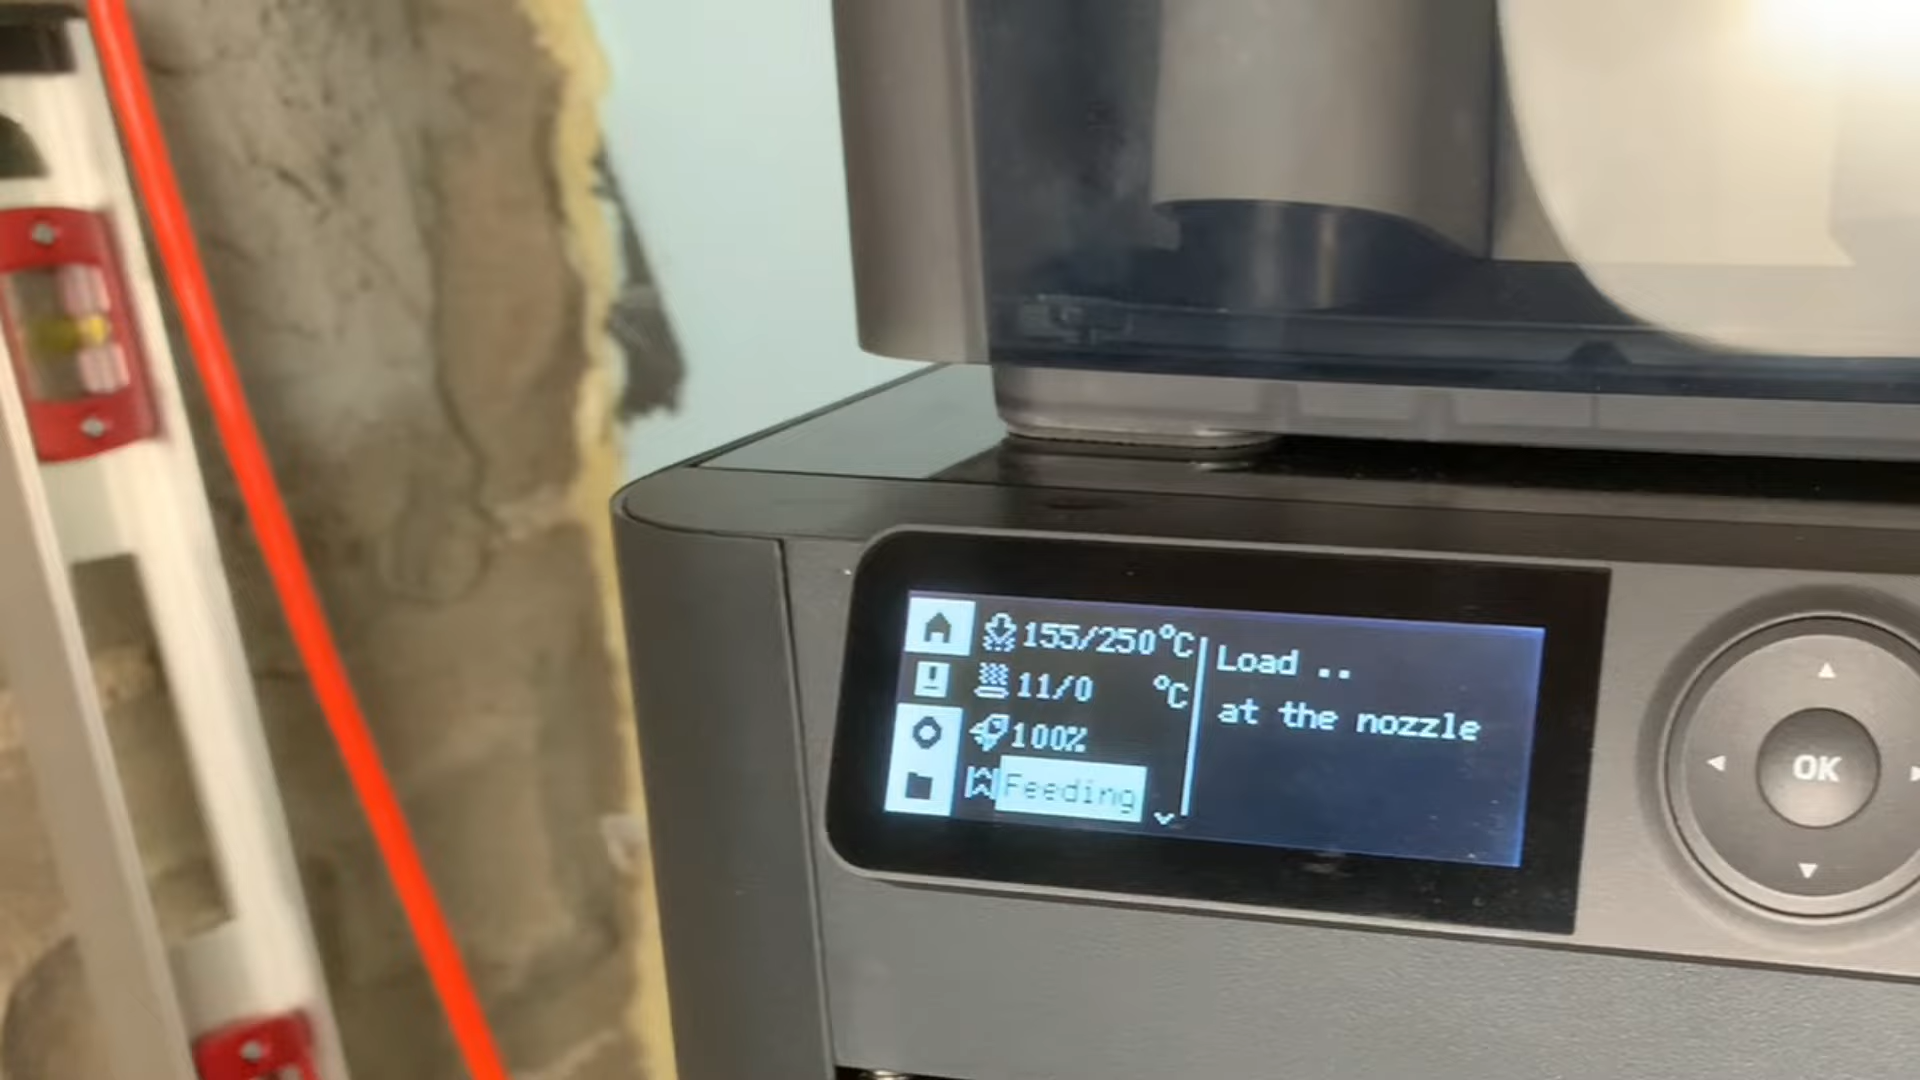 155/250°C
11/0 °C
100%
Feeding
Load ..
at the nozzle
OK